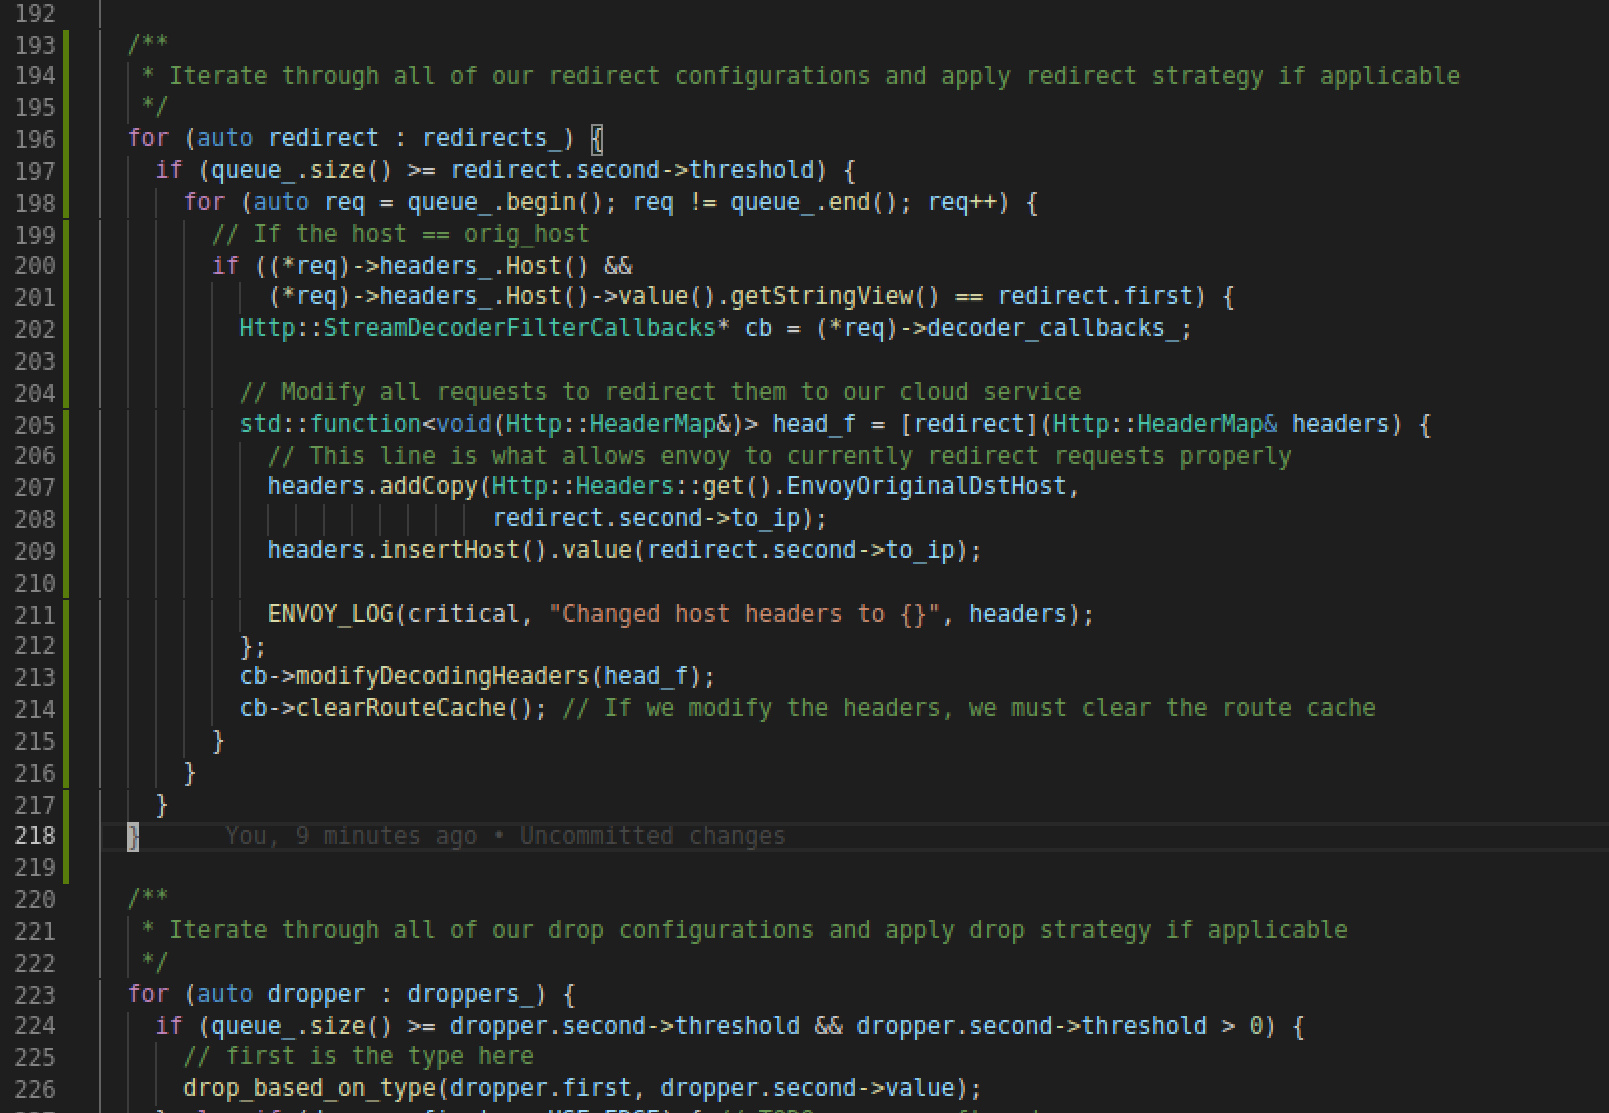 192
193 /**
194 * Iterate through all of our redirect configurations and apply redirect strategy if applicable
195 */
196 for (auto redirect : redirects_) {
197 if (queue_.size() >= redirect.second->threshold) {
198 for (auto req = queue_.begin(); req != queue_.end(); req++) {
199 // If the host == orig_host
200 if ((*req)->headers_.Host() &&
201 (*req)->headers_.Host()->value().getStringView() == redirect.first) {
202 Http::StreamDecoderFilterCallbacks* cb = (*req)->decoder_callbacks_;
203
204 // Modify all requests to redirect them to our cloud service
205 std::function<void(Http::HeaderMap&)> head_f = [redirect](Http::HeaderMap& headers) {
206 // This line is what allows envoy to currently redirect requests properly
207 headers.addCopy(Http::Headers::get().EnvoyOriginalDstHost,
208 redirect.second->to_ip);
209 headers.insertHost().value(redirect.second->to_ip);
210
211 ENVOY_LOG(critical, "Changed host headers to {}", headers);
212 };
213 cb->modifyDecodingHeaders(head_f);
214 cb->clearRouteCache(); // If we modify the headers, we must clear the route cache
215 }
216 }
217 }
218 } You, 9 minutes ago • Uncommitted changes
219
220 /**
221 * Iterate through all of our drop configurations and apply drop strategy if applicable
222 */
223 for (auto dropper : droppers_) {
224 if (queue_.size() >= dropper.second->threshold && dropper.second->threshold > 0) {
225 // first is the type here
226 drop_based_on_type(dropper.first, dropper.second->value);